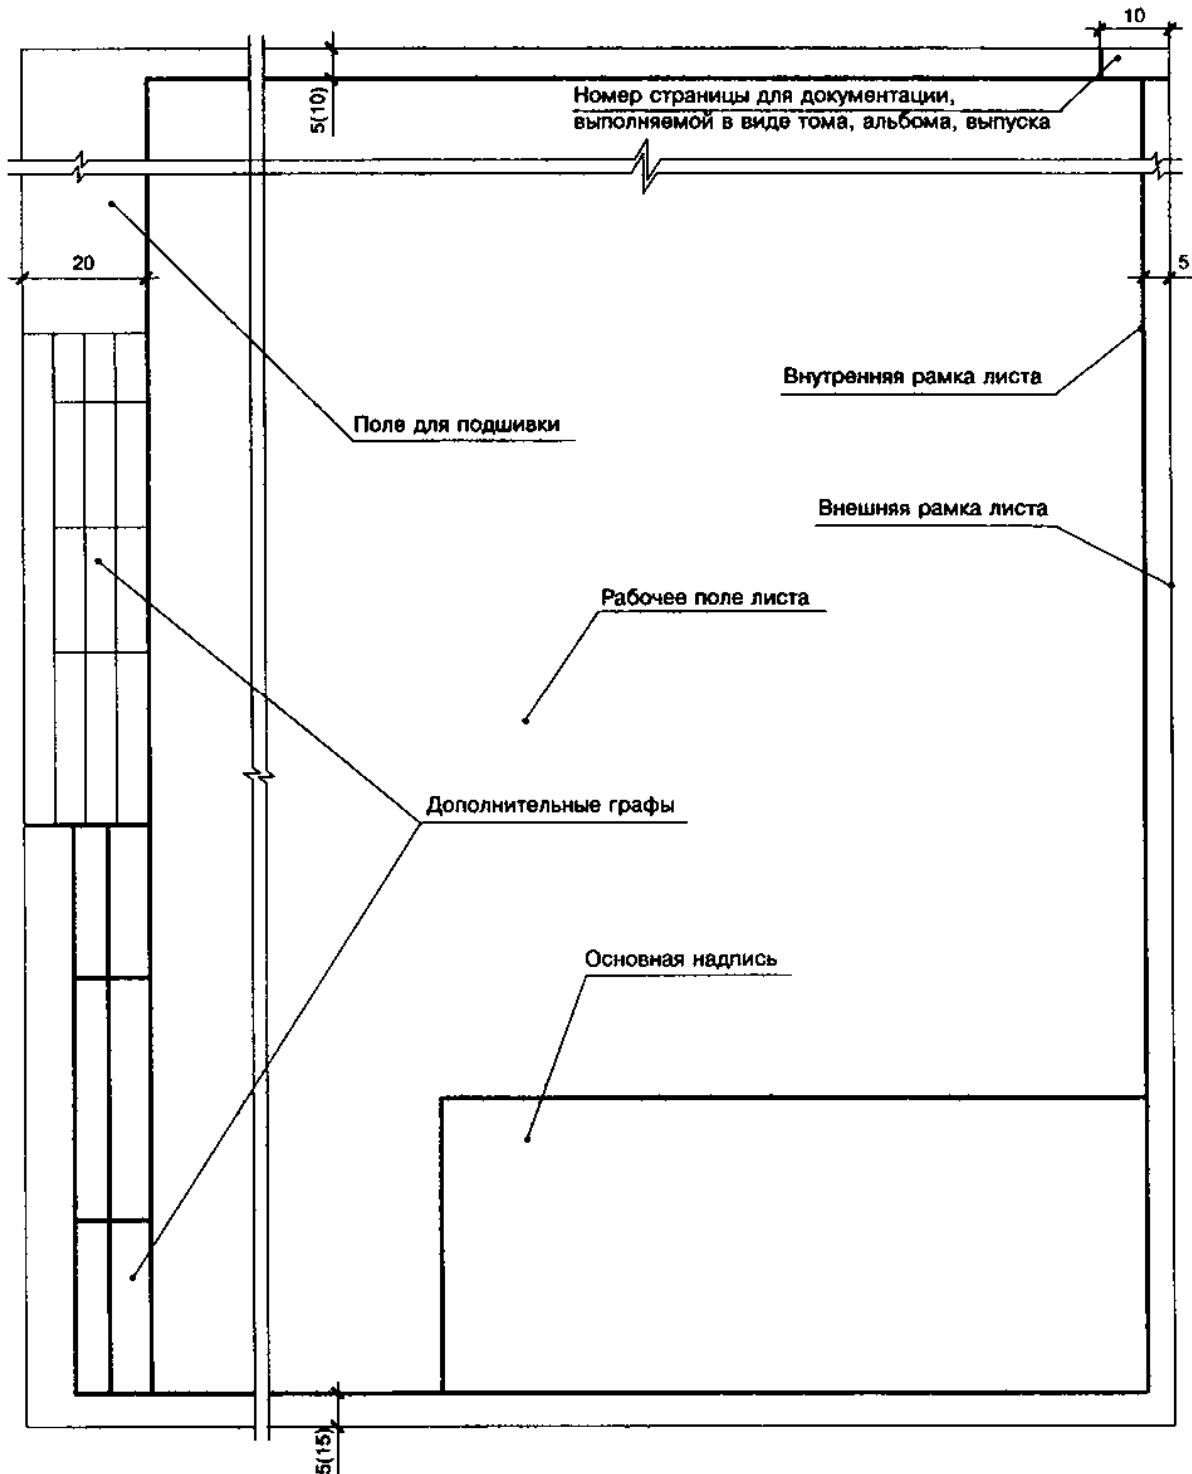 10
5(10)
Номер страницы для документации,
выполняемой в виде тома, альбома, выпуска
20
5
Внутренняя рамка листа
Поле для подшивки
Внешняя рамка листа
Рабочее поле листа
Дополнительные графы
Основная надпись
5(15)